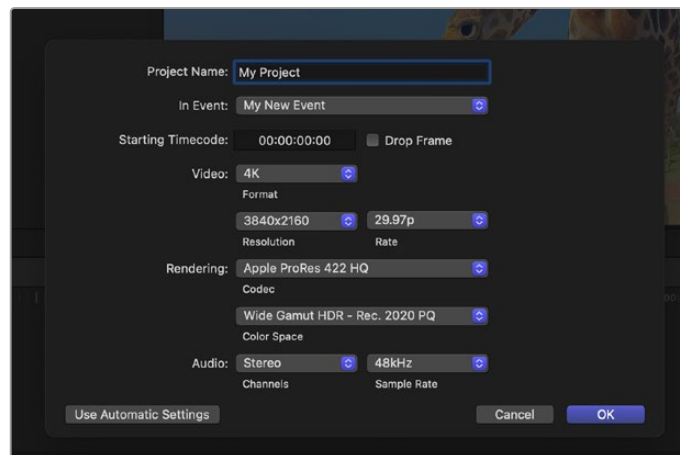 Project Name: My Project
In Event: My New Event
Starting Timecode: 00:00:00:00 Drop Frame
Video: 4K
Format
3840x2160 29.97p
Resolution Rate
Rendering: Apple ProRes 422 HQ
Codec
Wide Gamut HDR - Rec. 2020 PQ
Color Space
Audio: Stereo 48kHz
Channels Sample Rate
Use Automatic Settings Cancel OK